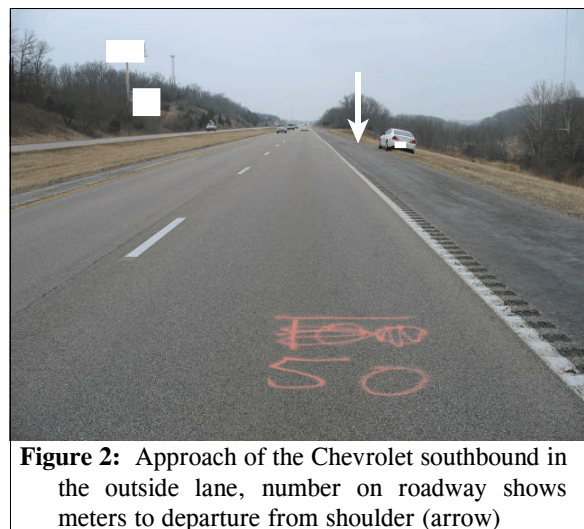 50
Figure 2: Approach of the Chevrolet southbound in
the outside lane, number on roadway shows
meters to departure from shoulder (arrow)